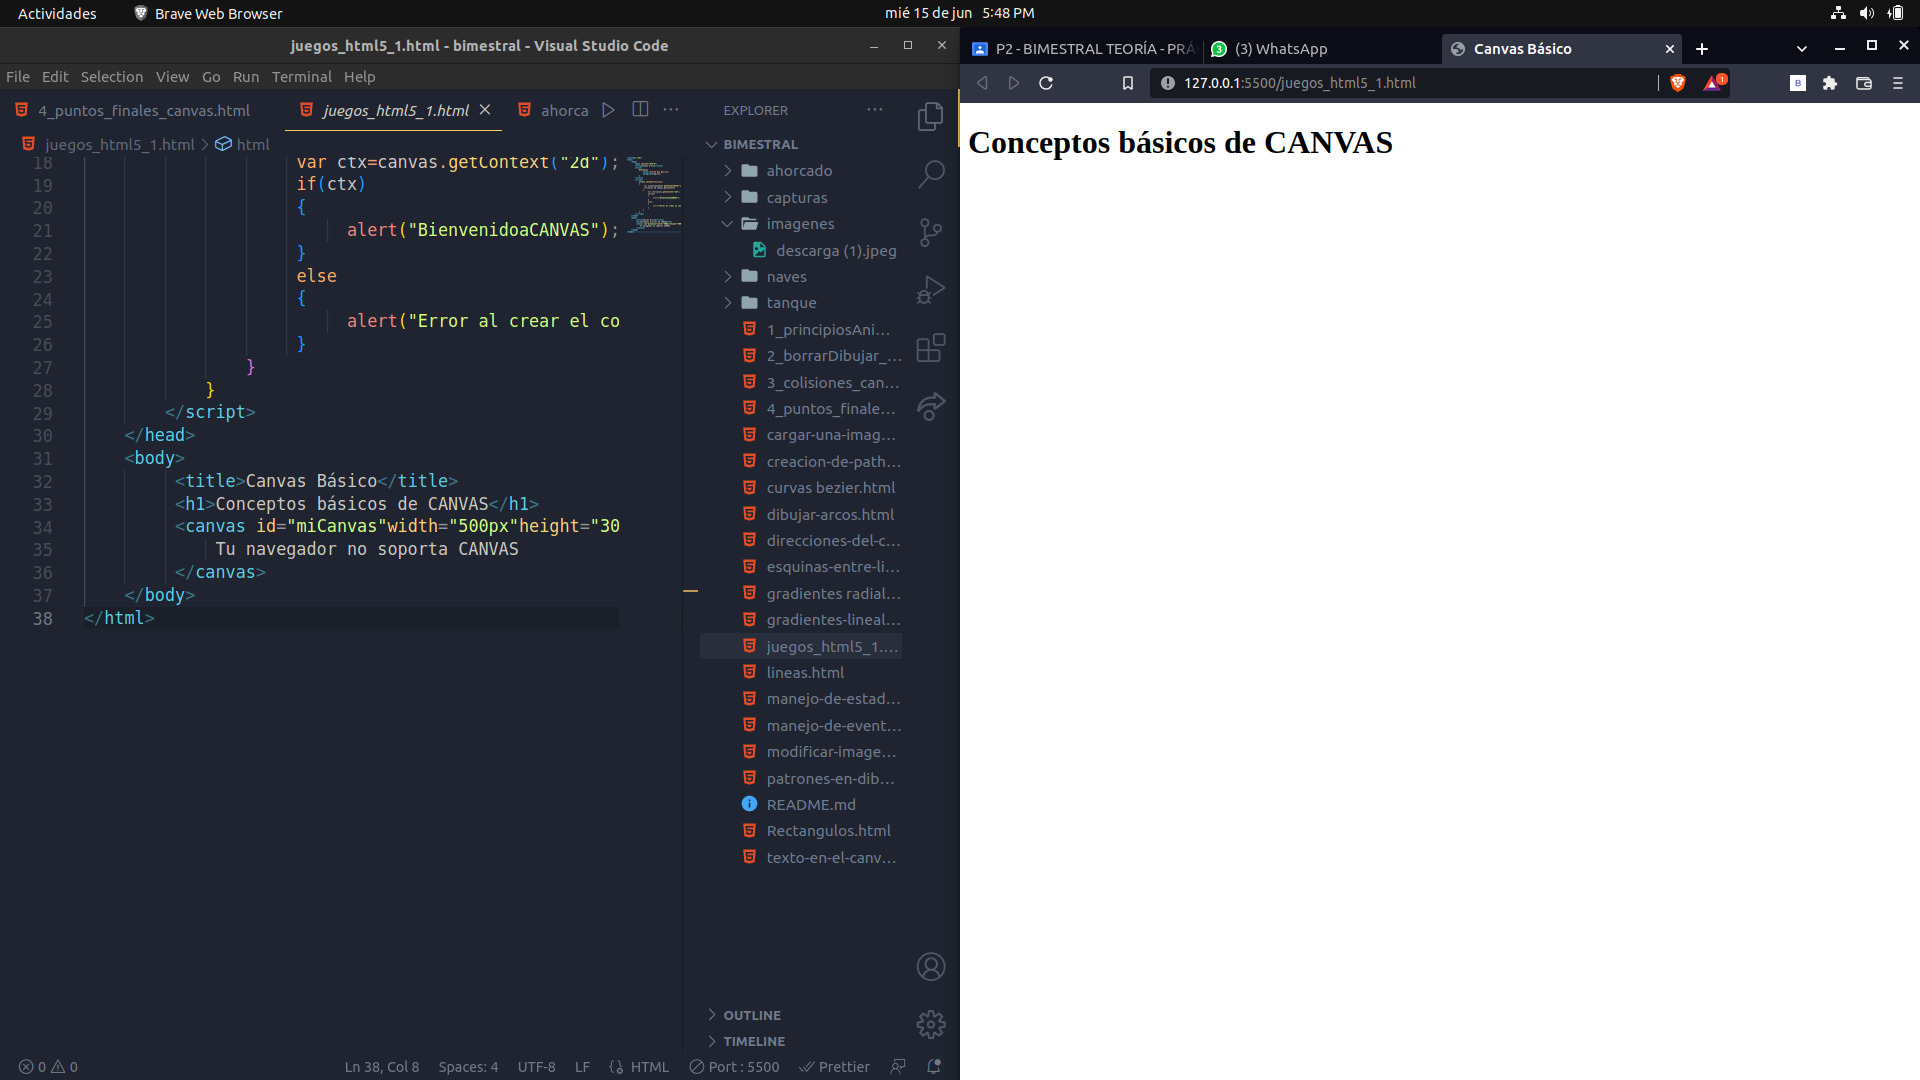 Actividades Brave Web Browser mié 15 de jun 5:48 PM
juegos_html5_1.html - bimestral - Visual Studio Code
File Edit Selection View Go Run Terminal Help
4_puntos_finales_canvas.html juegos_html5_1.html ahorca
juegos_html5_1.html > html
18 var ctx=canvas.getContext("2d");
19 if(ctx)
20 {
21 alert("BienvenidoaCANVAS");
22 }
23 else
24 {
25 alert("Error al crear el co
26 }
27 }
28 }
29 </script>
30 </head>
31 <body>
32 <title>Canvas Básico</title>
33 <h1>Conceptos básicos de CANVAS</h1>
34 <canvas id="miCanvas"width="500px"height="30
35 Tu navegador no soporta CANVAS
36 </canvas>
37 </body>
38 </html>
EXPLORER ···
BIMESTRAL
ahorcado
capturas
imagenes
descarga (1).jpeg
naves
tanque
1_principiosAni...
2_borrarDibujar_...
3_colisiones_can...
4_puntos_finale...
cargar-una-imag...
creacion-de-path...
curvas bezier.html
dibujar-arcos.html
direcciones-del-c...
esquinas-entre-li...
gradientes radial...
gradientes-lineal...
juegos_html5_1....
lineas.html
manejo-de-estad...
manejo-de-event...
modificar-image...
patrones-en-dib...
README.md
Rectangulos.html
texto-en-el-canv...
OUTLINE
TIMELINE
0 0 Ln 38, Col 8 Spaces: 4 UTF-8 LF HTML Port : 5500 Prettier
P2 - BIMESTRAL TEORÍA - PRÁ (3) WhatsApp Canvas Básico
127.0.0.1:5500/juegos_html5_1.html
Conceptos básicos de CANVAS